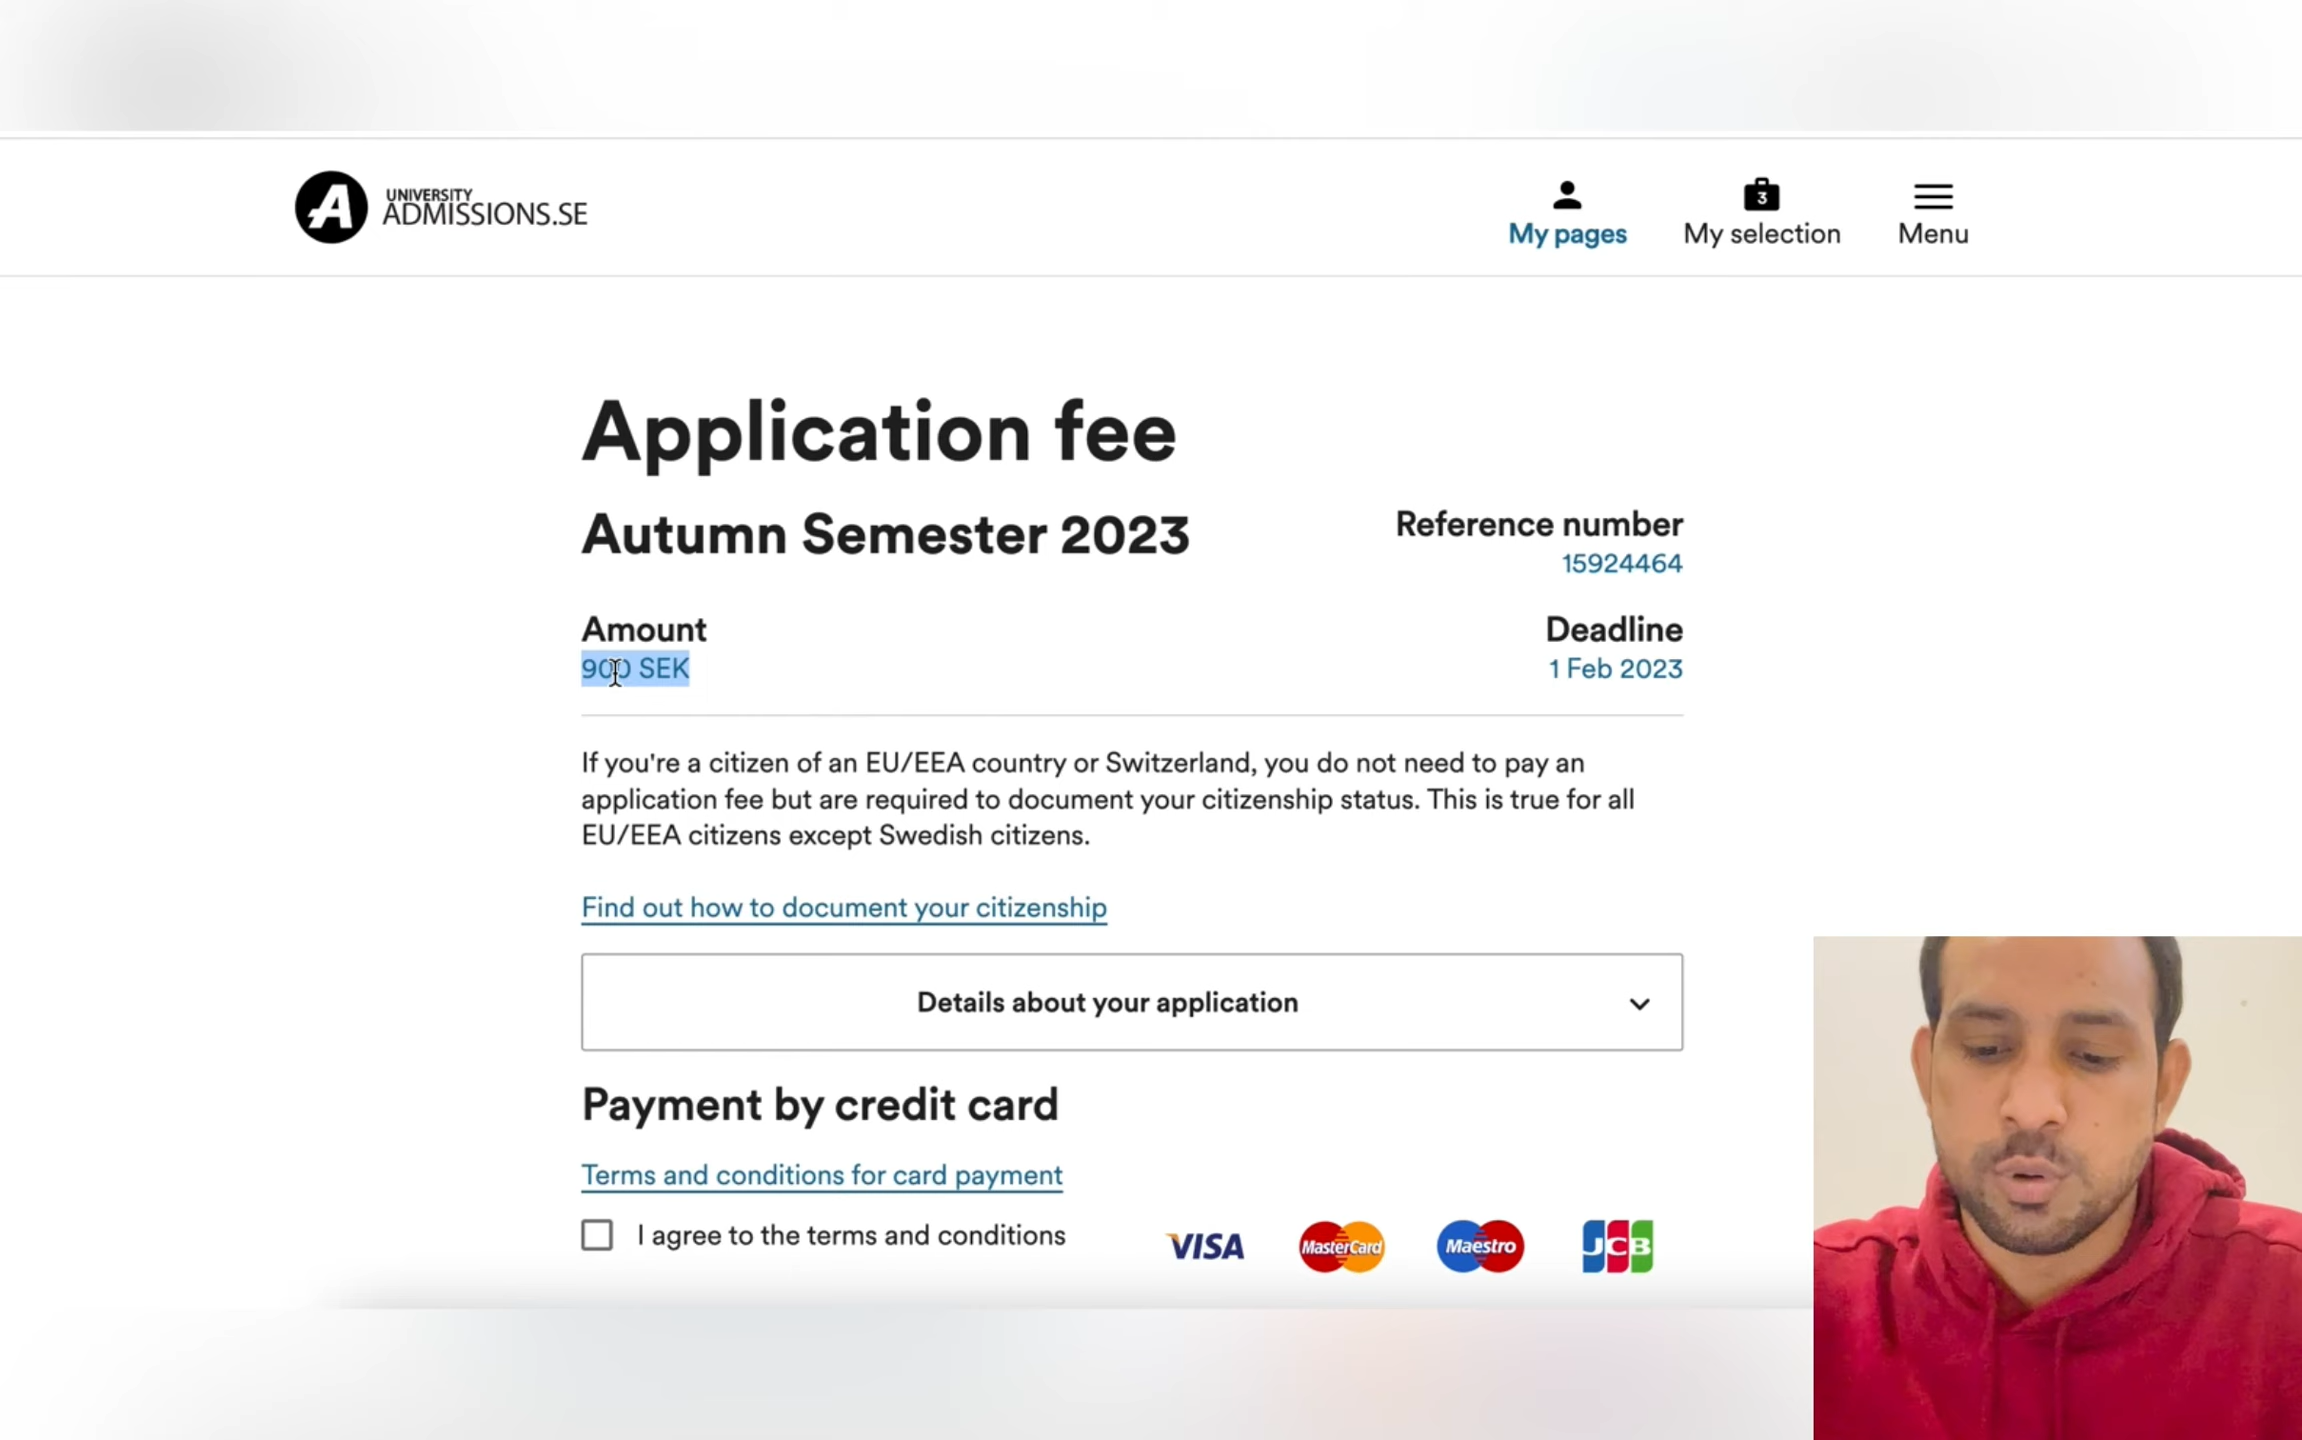 A
UNIVERSITY
ADMISSIONS.SE
3
My pages
My selection
Menu
Application fee
Autumn Semester 2023
Reference number
15924464
Amount
900 SEK
Deadline
1 Feb 2023
If you're a citizen of an EU/EEA country or Switzerland, you do not need to pay an
application fee but are required to document your citizenship status. This is true for all
EU/EEA citizens except Swedish citizens.
Find out how to document your citizenship
Details about your application
Payment by credit card
Terms and conditions for card payment
I agree to the terms and conditions
VISA
MasterCard
Maestro
JCB